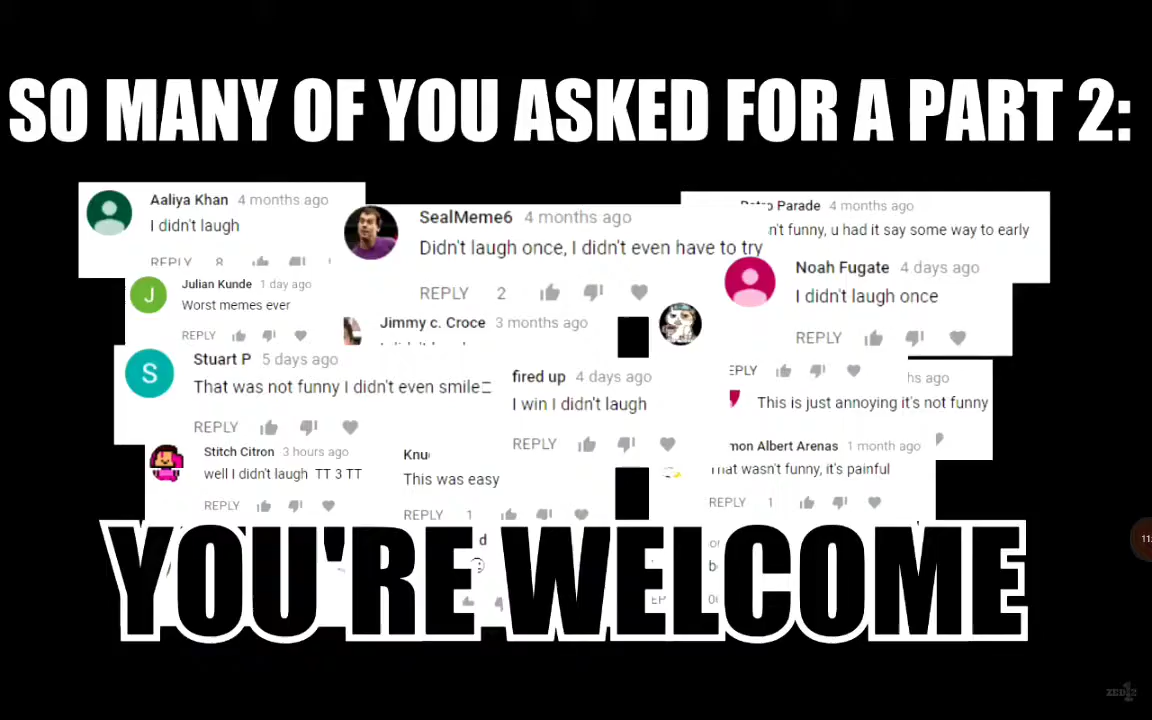 SO MANY OF YOU ASKED FOR A PART 2:
Aaliya Khan 4 months ago
I didn't laugh
REPLY 8
SealMeme6 4 months ago
Didn't laugh once, I didn't even have to try
REPLY 2
Parade 4 months ago
funny, u had it say some way to early
Julian Kunde 1 day ago
Worst memes ever
REPLY
Noah Fugate 4 days ago
I didn't laugh once
REPLY
Jimmy c. Croce 3 months ago
Stuart P 5 days ago
That was not funny I didn't even smile
REPLY
fired up 4 days ago
I win I didn't laugh
REPLY
ago
This is just annoying it's not funny
Stitch Citron 3 hours ago
well I didn't laugh TT 3 TT
REPLY
This was easy
REPLY 1
Albert Arenas 1 month ago
That wasn't funny, it's painful
REPLY 1
YOU'RE WELCOME